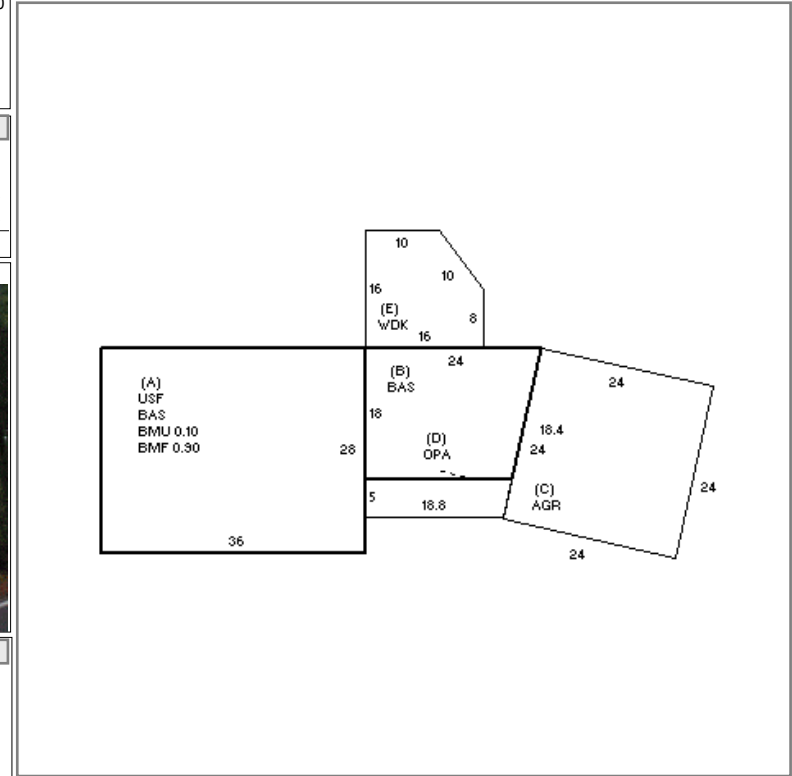 10
10
16
(E)
WDK
8
16
24
(A)
USF
BAS
BMU 0.10
BMF 0.90
(B)
BAS
24
18
18.4
(D)
OPA
28
24
24
(C)
AGR
5
18.8
36
24